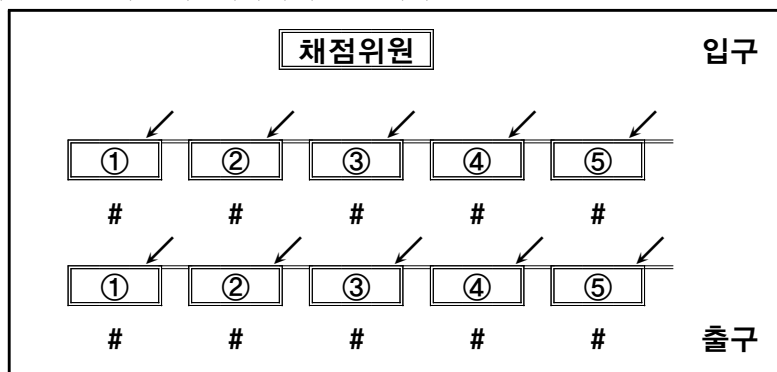 채점위원 입구
① ② ③ ④ ⑤
# # # # #
① ② ③ ④ ⑤
# # # # # 출구